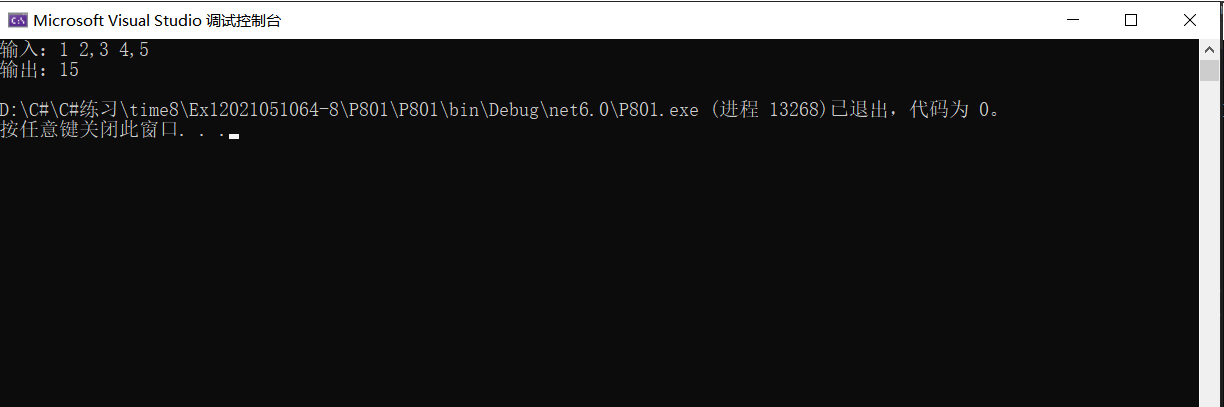 Microsoft Visual Studio 调试控制台
输入：1 2,3 4,5
输出：15
D:\C#\C#练习\time8\Ex12021051064-8\P801\P801\bin\Debug\net6.0\P801.exe (进程 13268)已退出，代码为 0。
按任意键关闭此窗口. . .